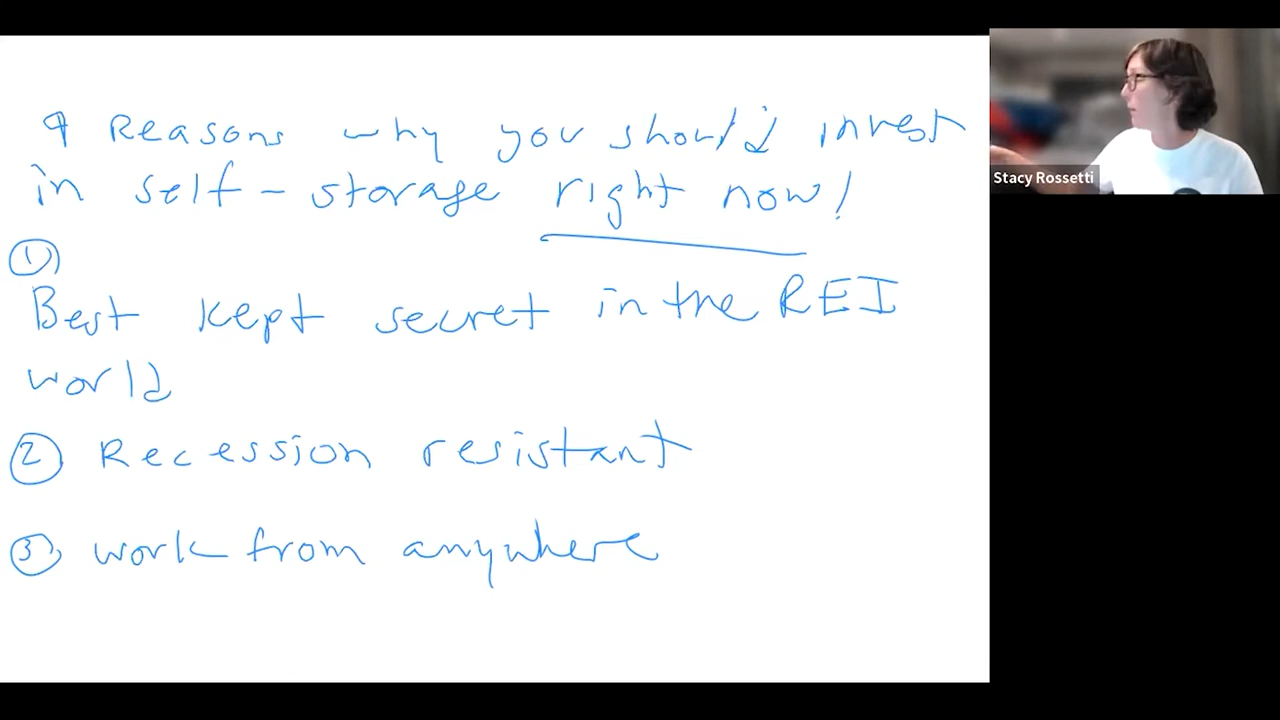 9 Reasons why you should invest
in self-storage right now!
1
Best kept secret in the REI
world
2 Recession resistant
3 work from anywhere
Stacy Rossetti